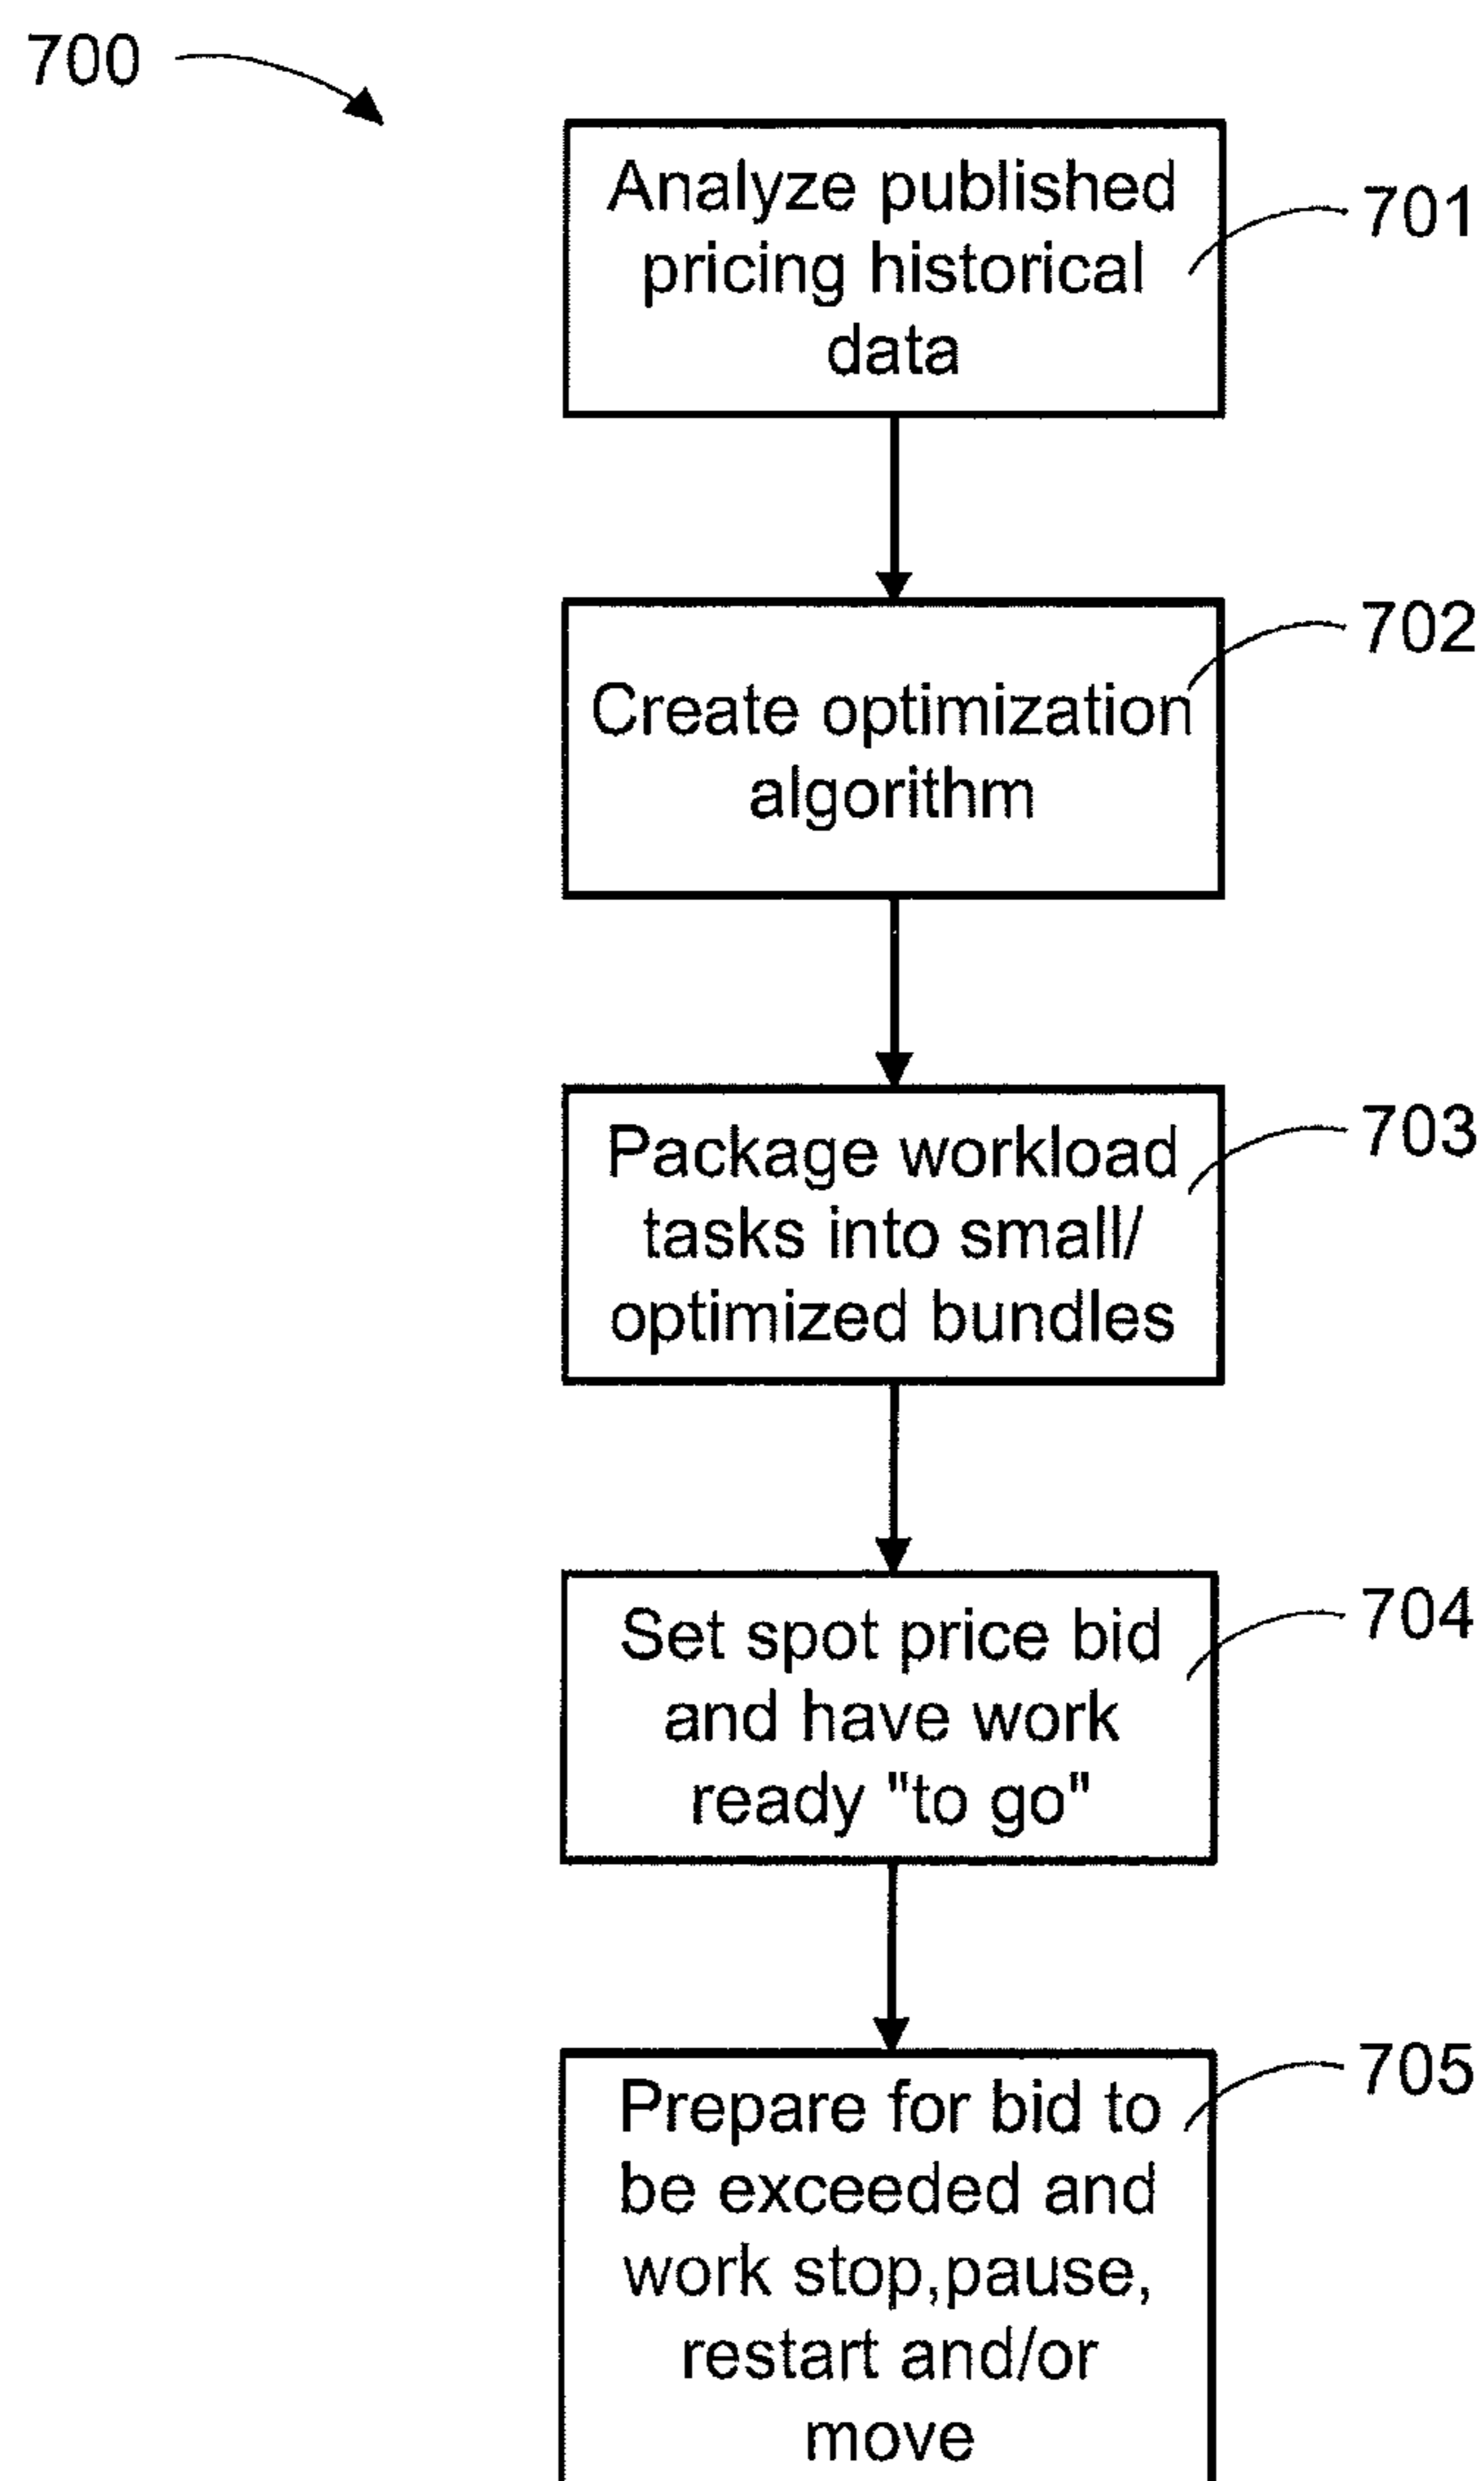 700
Analyze published
pricing historical
data
701
Create optimization
algorithm
702
Package workload
tasks into small/
optimized bundles
703
Set spot price bid
and have work
ready "to go"
704
Prepare for bid to
be exceeded and
work stop,pause,
restart and/or
move
705